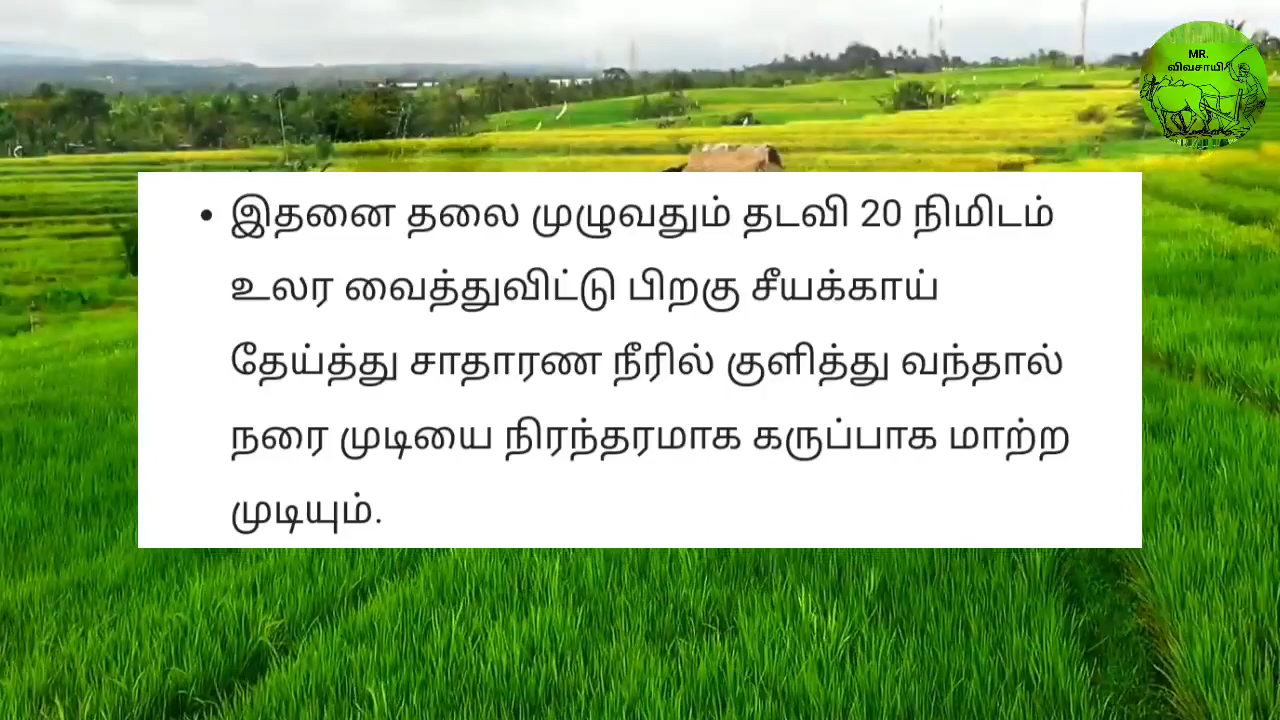 MR.
விவசாயி
• இதனை தலை முழுவதும் தடவி 20 நிமிடம்
உலர வைத்துவிட்டு பிறகு சீயக்காய்
தேய்த்து சாதாரண நீரில் குளித்து வந்தால்
நரை முடியை நிரந்தரமாக கருப்பாக மாற்ற
முடியும்.